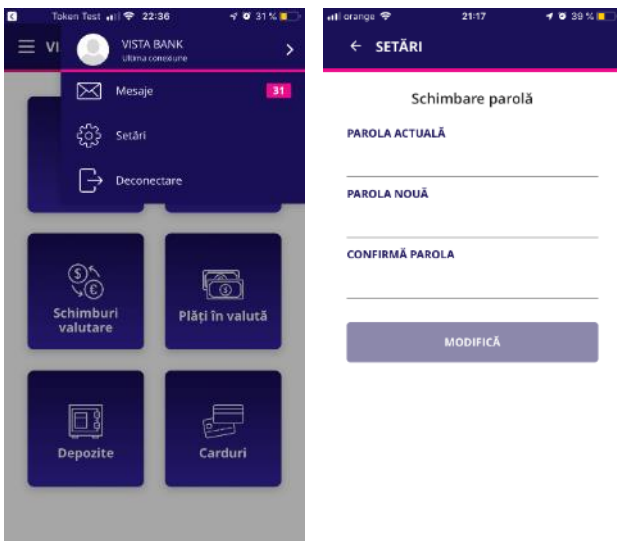 Token Test 22:36 31 %
VI
VISTA BANK
Ultima conexiune
Mesaje 31
Setări
Deconectare
Schimburi
valutare
Plăți în valută
Depozite
Carduri
orange 21:17 39 %
← SETĂRI
Schimbare parolă
PAROLA ACTUALĂ
PAROLA NOUĂ
CONFIRMĂ PAROLA
MODIFICĂ